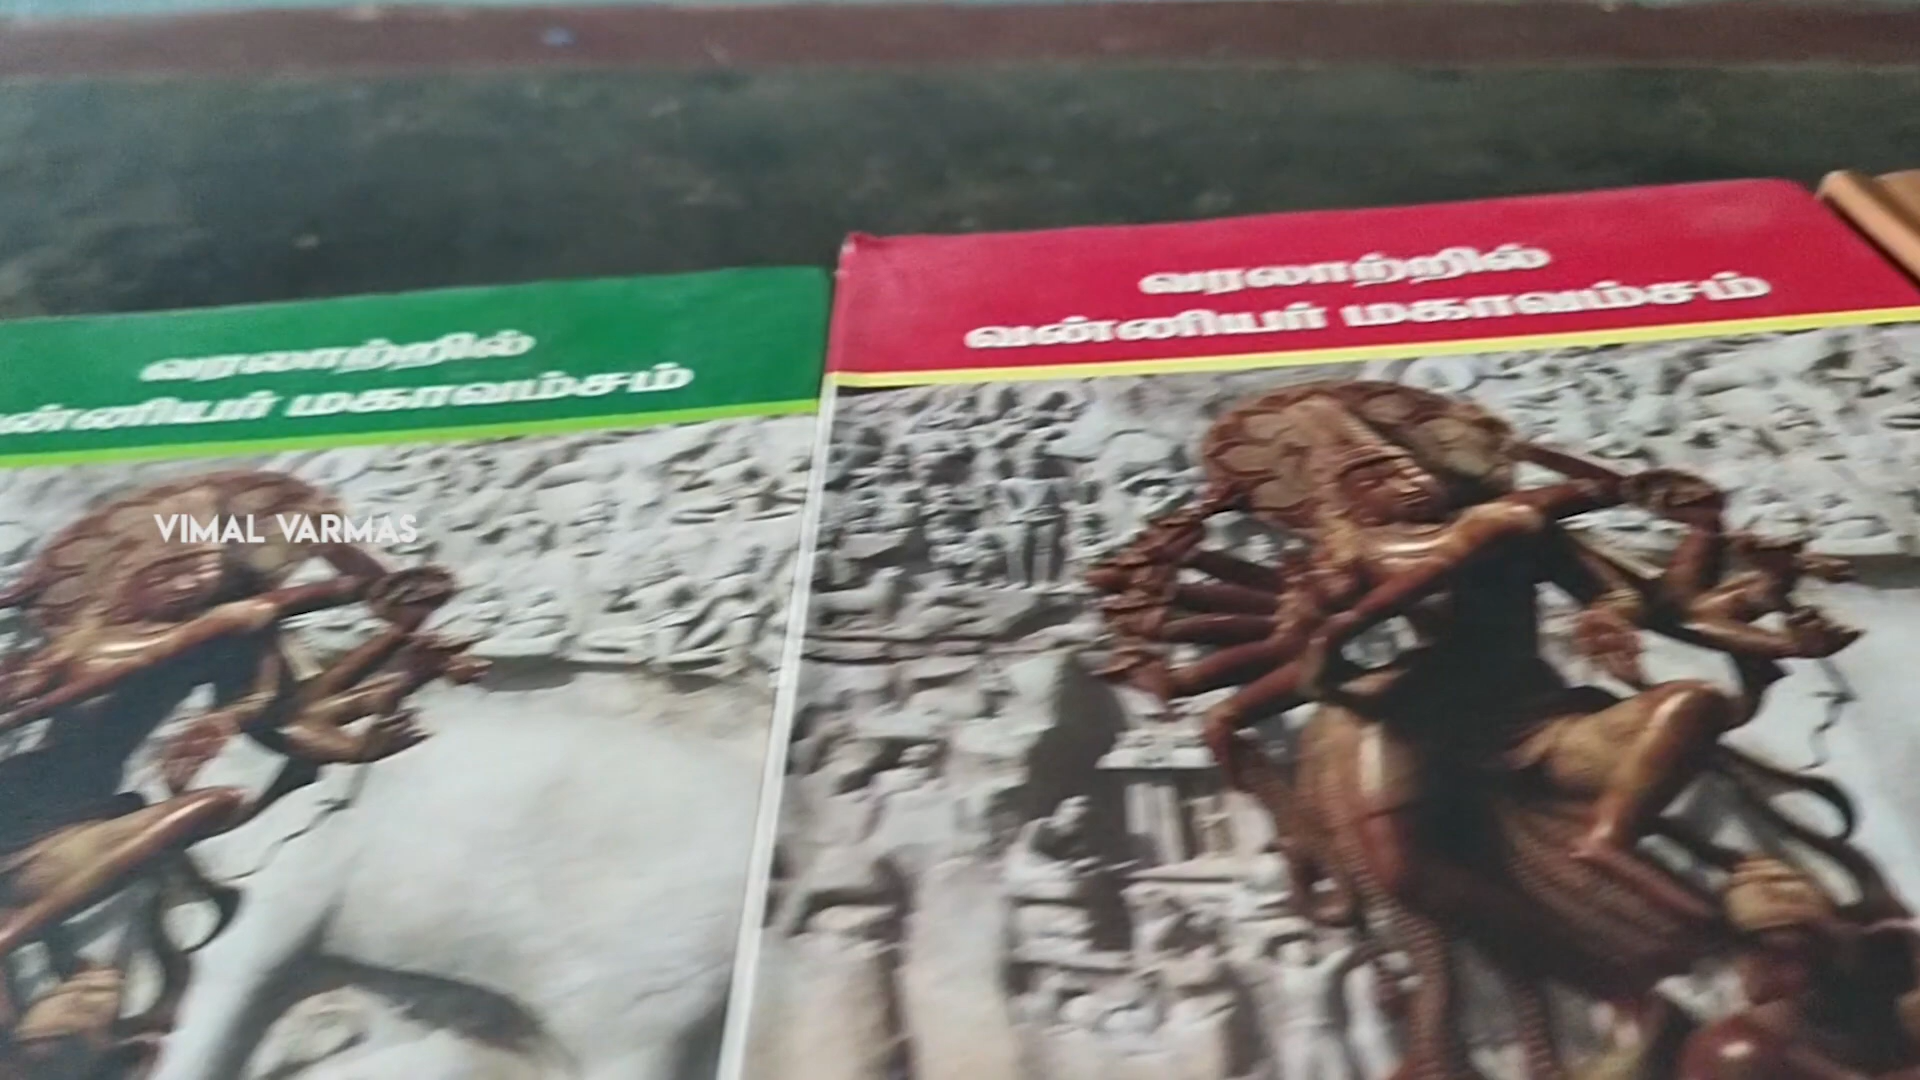 வரலாற்றில்
வன்னியர் மகாவம்சம்
வரலாற்றில்
ன்னியர் மகாவம்சம்
VIMAL VARMAS